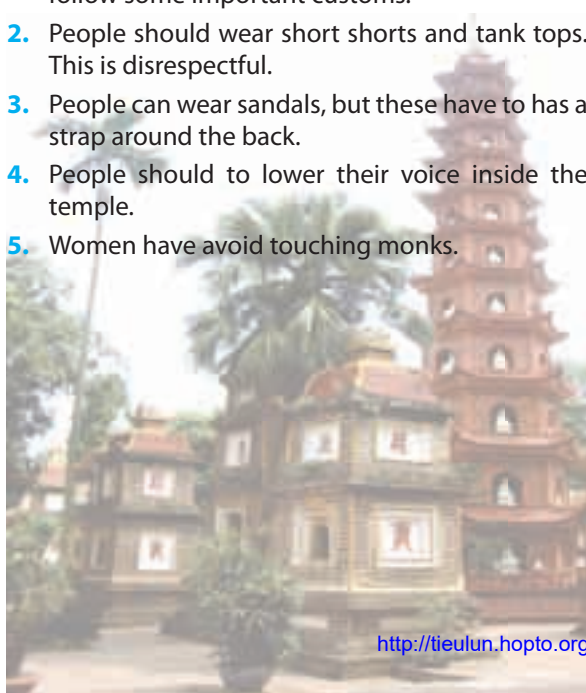 follow some important customs.
2. People should wear short shorts and tank tops.
This is disrespectful.
3. People can wear sandals, but these have to has a
strap around the back.
4. People should to lower their voice inside the
temple.
5. Women have avoid touching monks.
http://tieulun.hopto.org